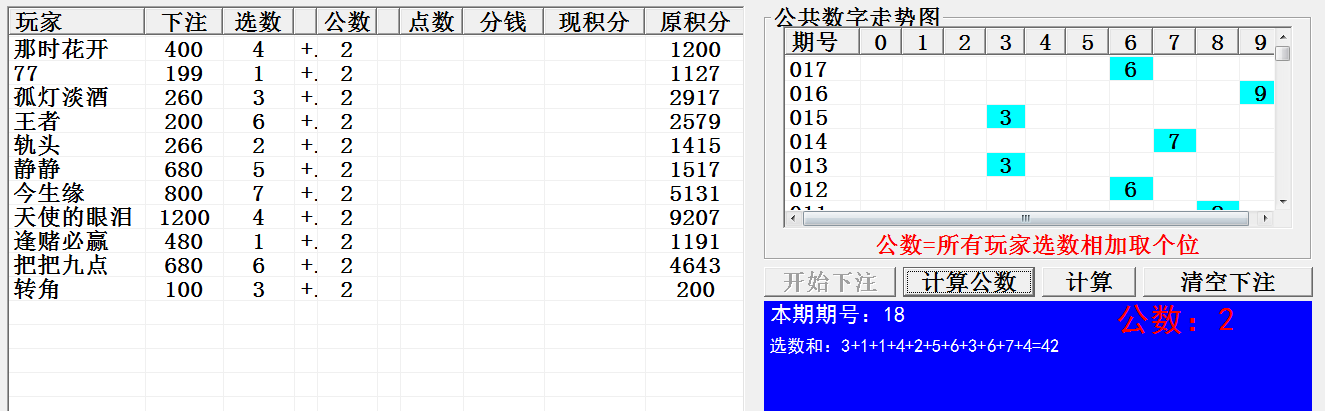 玩家 下注 选数 公数 点数 分钱 现积分 原积分
那时花开 400 4 +. 2 1200
77 199 1 +. 2 1127
孤灯淡酒 260 3 +. 2 2917
王者 200 6 +. 2 2579
轨头 266 2 +. 2 1415
静静 680 5 +. 2 1517
今生缘 800 7 +. 2 5131
天使的眼泪 1200 4 +. 2 9207
逢赌必赢 480 1 +. 2 1191
把把九点 680 6 +. 2 4643
转角 100 3 +. 2 200
公共数字走势图
期号 0 1 2 3 4 5 6 7 8 9
017 6
016 9
015 3
014 7
013 3
012 6
公数=所有玩家选数相加取个位
开始下注 计算公数 计算 清空下注
本期期号：18 公数：2
选数和：3+1+1+4+2+5+6+3+6+7+4=42